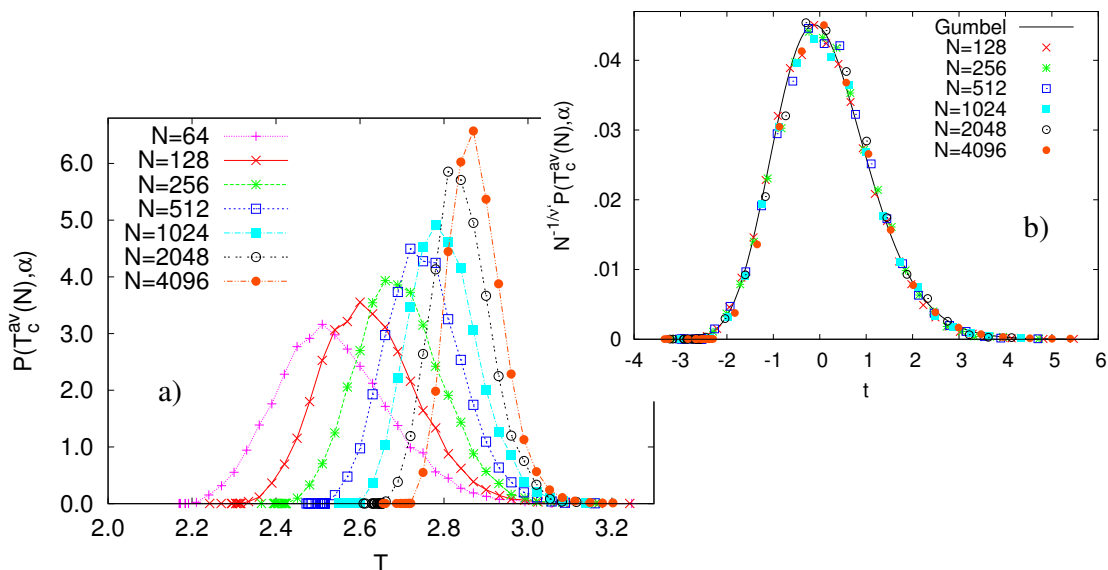 P(T_c^av(N),α)
6.0
5.0
4.0
3.0
2.0
1.0
0.0
N=64
N=128
N=256
N=512
N=1024
N=2048
N=4096
a)
2.0 2.2 2.4 2.6 2.8 3.0 3.2
T
N^-1/ν' P(T_c^av(N),α)
.04
.03
.02
.01
0
Gumbel
N=128
N=256
N=512
N=1024
N=2048
N=4096
b)
-4 -3 -2 -1 0 1 2 3 4 5 6
t